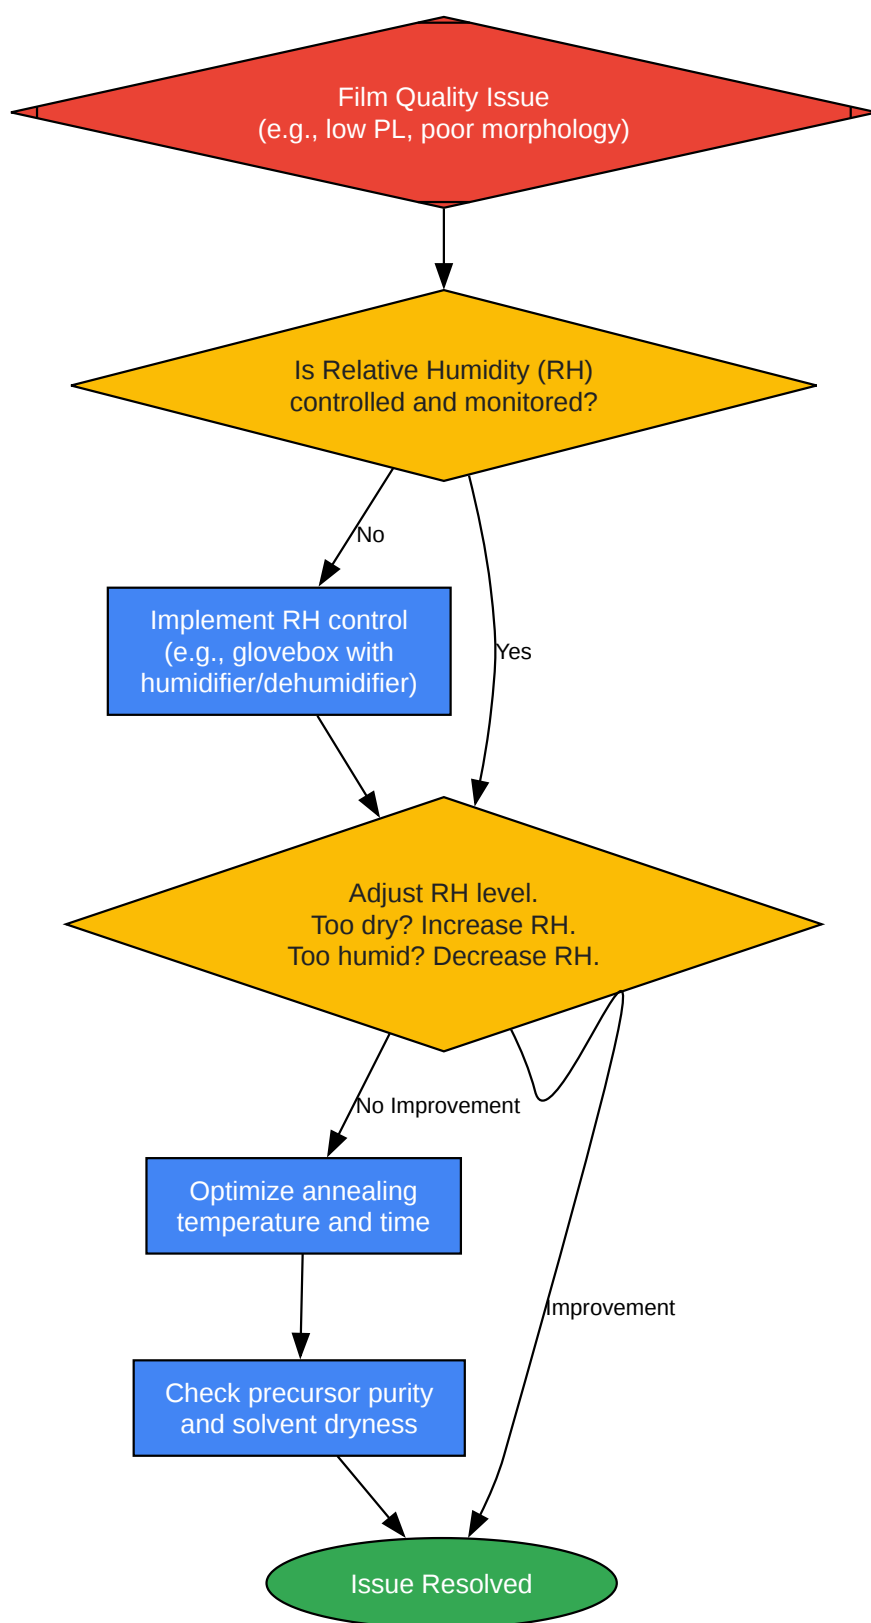 Film Quality Issue
(e.g., low PL, poor morphology)
Is Relative Humidity (RH)
controlled and monitored?
No
Implement RH control
(e.g., glovebox with
humidifier/dehumidifier)
Yes
Adjust RH level.
Too dry? Increase RH.
Too humid? Decrease RH.
No Improvement
Optimize annealing
temperature and time
Improvement
Check precursor purity
and solvent dryness
Issue Resolved